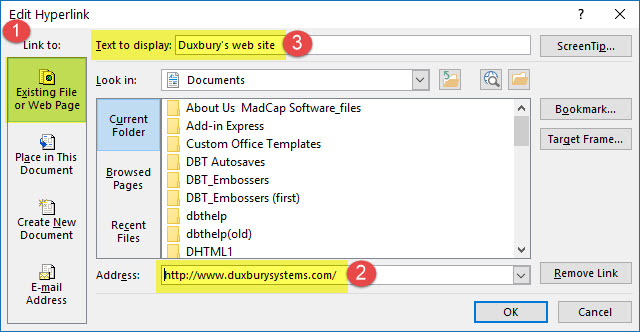 Edit Hyperlink
? ×
1
Link to:
Text to display: Duxbury's web site
3
ScreenTip...
Existing File
or Web Page
Look in:
Documents
Current
Folder
About Us MadCap Software_files
Add-in Express
Custom Office Templates
DBT Autosaves
DBT_Embossers
DBT_Embossers (first)
dbthelp
dbthelp(old)
DHTML1
Bookmark...
Target Frame...
Place in This
Document
Browsed
Pages
Create New
Document
Recent
Files
E-mail
Address
Address:
http://www.duxburysystems.com/
2
Remove Link
OK
Cancel